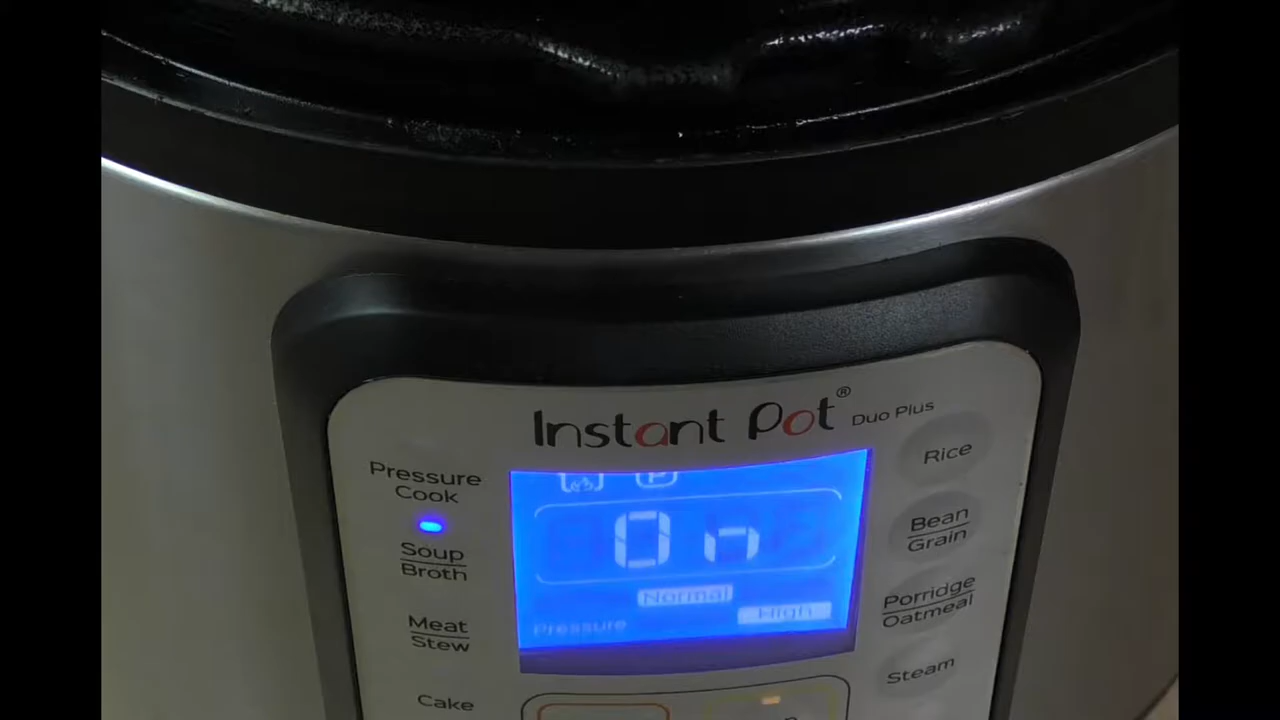 Instant Pot® Duo Plus
Pressure
Cook
Soup
Broth
Meat
Stew
Cake
P
On
Normal
Pressure High
Rice
Bean
Grain
Porridge
Oatmeal
Steam